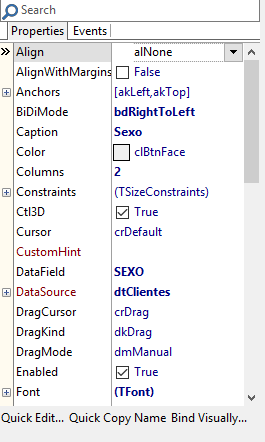 Search
Properties Events
Align alNone
AlignWithMargins False
Anchors [akLeft,akTop]
BiDiMode bdRightToLeft
Caption Sexo
Color clBtnFace
Columns 2
Constraints (TSizeConstraints)
Ctl3D True
Cursor crDefault
CustomHint
DataField SEXO
DataSource dtClientes
DragCursor crDrag
DragKind dkDrag
DragMode dmManual
Enabled True
Font (TFont)
Quick Edit... Quick Copy Name Bind Visually...